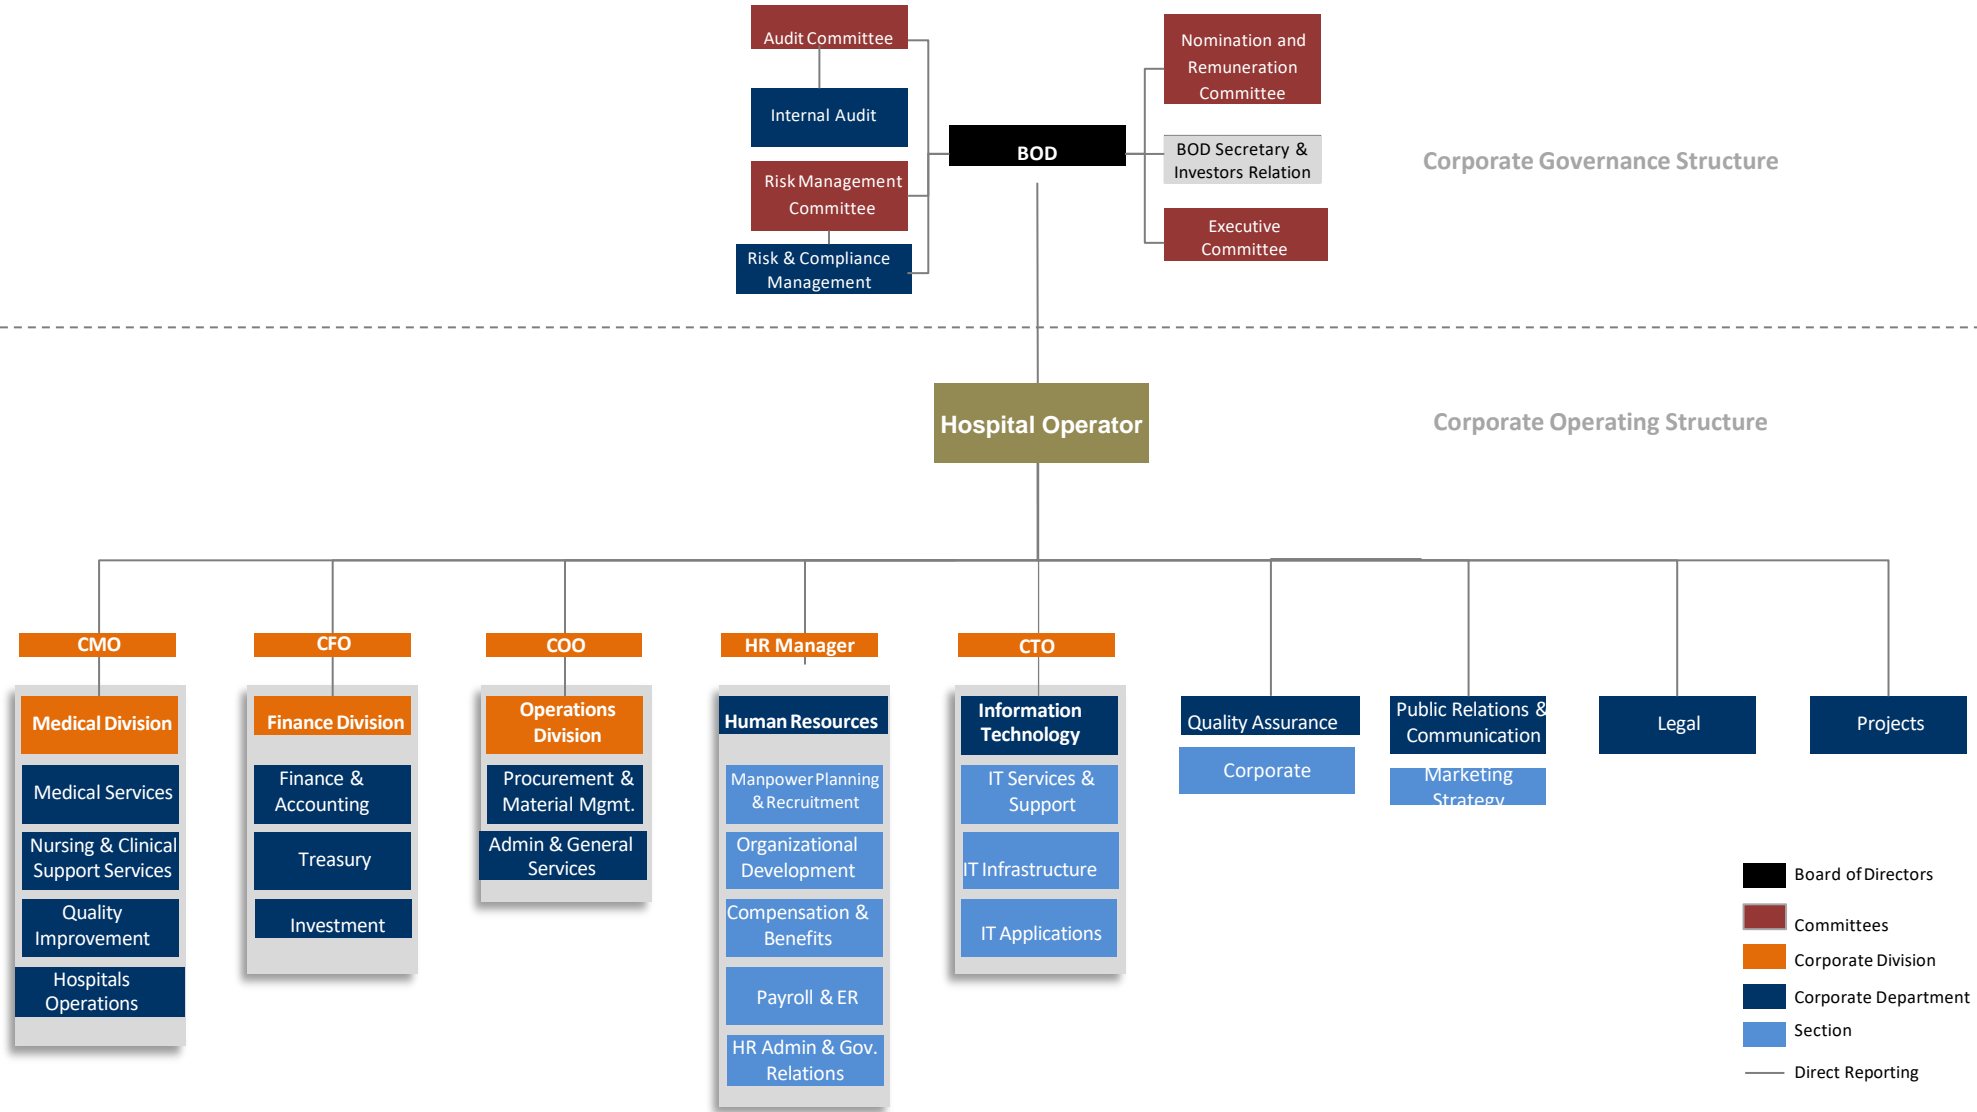 Audit Committee
Internal Audit
Risk Management
Committee
Risk & Compliance
Management
BOD
Nomination and
Remuneration
Committee
BOD Secretary &
Investors Relation
Executive
Committee
Corporate Governance Structure
Hospital Operator
Corporate Operating Structure
CMO
CFO
COO
HR Manager
CTO
Medical Division
Medical Services
Nursing & Clinical
Support Services
Quality
Improvement
Hospitals
Operations
Finance Division
Finance &
Accounting
Treasury
Investment
Operations
Division
Procurement &
Material Mgmt.
Admin & General
Services
Human Resources
Manpower Planning
& Recruitment
Organizational
Development
Compensation &
Benefits
Payroll & ER
HR Admin & Gov.
Relations
Information
Technology
IT Services &
Support
IT Infrastructure
IT Applications
Quality Assurance
Corporate
Public Relations &
Communication
Marketing
Strategy
Legal
Projects
Board of Directors
Committees
Corporate Division
Corporate Department
Section
Direct Reporting